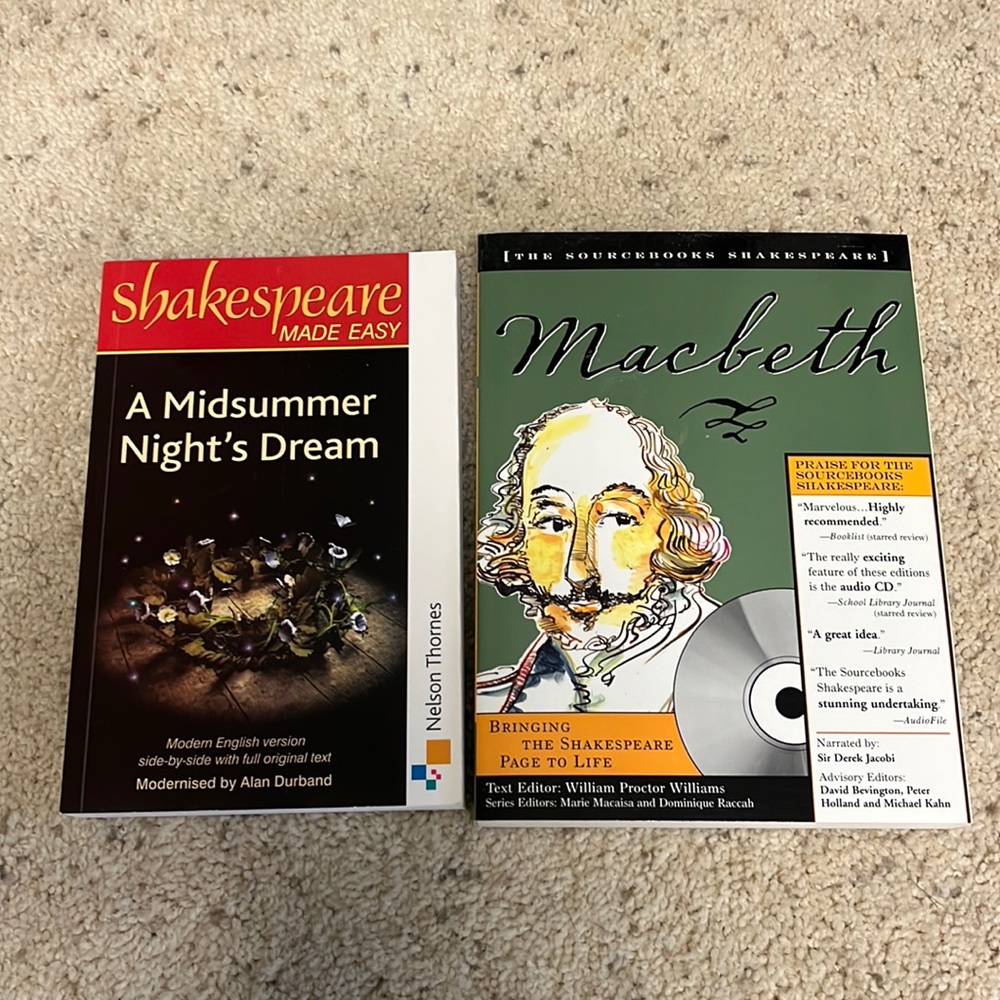 Shakespeare
MADE EASY
A Midsummer
Night's Dream
Modern English version
side-by-side with full original text
Modernised by Alan Durband
Nelson Thornes
[THE SOURCEBOOKS SHAKESPEARE]
Macbeth
PRAISE FOR THE
SOURCEBOOKS
SHAKESPEARE:
"Marvelous...Highly
recommended."
—Booklist (starred review)
"The really exciting
feature of these editions
is the audio CD."
—School Library Journal
(starred review)
"A great idea."
—Library Journal
"The Sourcebooks
Shakespeare is a
stunning undertaking."
—AudioFile
Narrated by:
Sir Derek Jacobi
Advisory Editors:
David Bevington, Peter
Holland and Michael Kahn
BRINGING
THE SHAKESPEARE
PAGE TO LIFE
Text Editor: William Proctor Williams
Series Editors: Marie Macaisa and Dominique Raccah